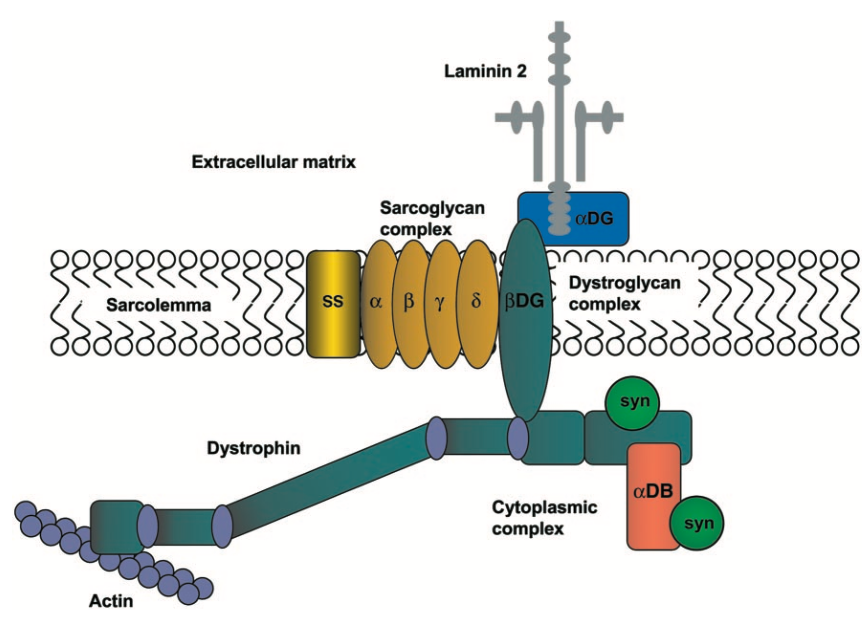 Laminin 2
Extracellular matrix
αDG
Sarcoglycan
complex
Sarcolemma
SS
α
β
γ
δ
βDG
Dystroglycan
complex
syn
Dystrophin
αDB
Cytoplasmic
complex
syn
Actin